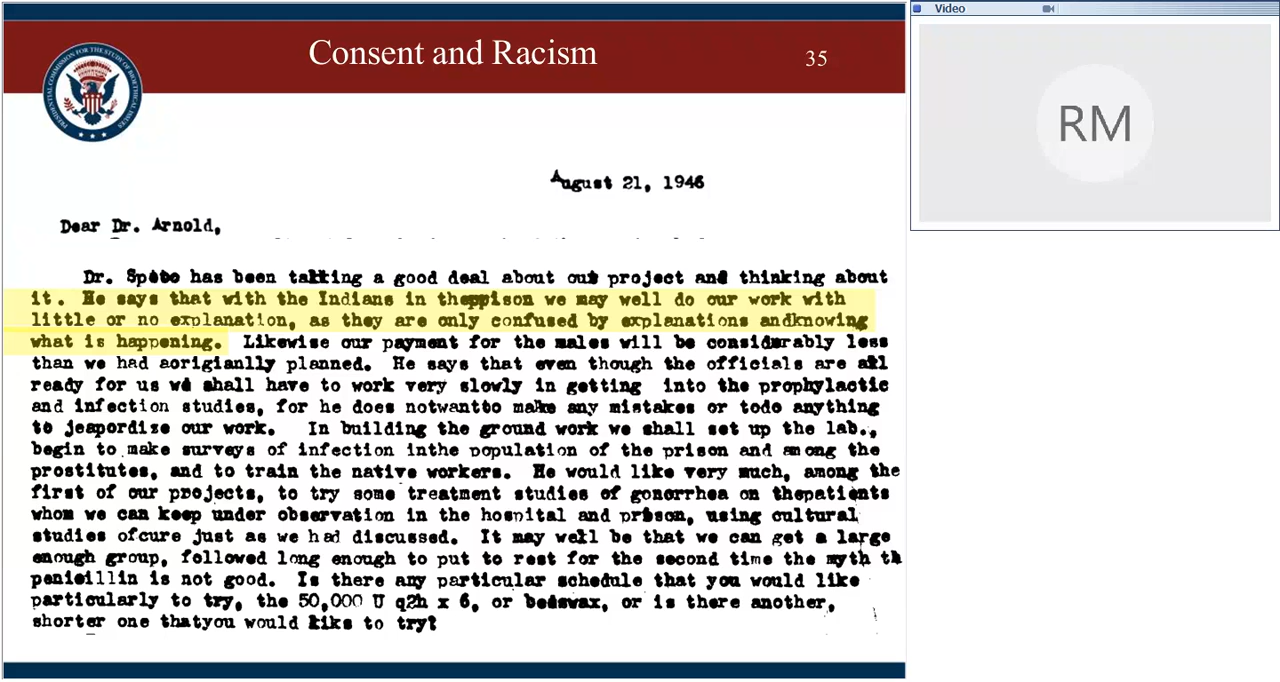 Consent and Racism
35
PRESIDENTIAL COMMISSION FOR THE STUDY OF BIOETHICAL ISSUES
August 21, 1946
Dear Dr. Arnold,
Dr. Spoto has been talking a good deal about our project and thinking about
it. He says that with the Indians in theppison we may well do our work with
little or no explanation, as they are only confused by explanations andknowing
what is happening. Likewise our payment for the males will be considerably less
than we had aorigianlly planned. He says that even though the officials are all
ready for us we shall have to work very slowly in getting into the prophylactic
and infection studies, for he does notwantto make any mistakes or todo anything
to jeapordize our work. In building the ground work we shall set up the lab.,
begin to make surveys of infection inthe population of the prison and among the
prostitutes, and to train the native workers. He would like very much, among the
first of our projects, to try some treatment studies of gonorrhea on thepatients
whom we can keep under observation in the hospital and prison, using cultural
studies ofcure just as we had discussed. It may well be that we can get a large
enough group, followed long enough to put to rest for the second time the myth th
penicillin is not good. Is there any particular schedule that you would like
particularly to try, the 50,000 U q2h x 6, or beeswax, or is there another,
shorter one thatyou would like to try?
Video
RM